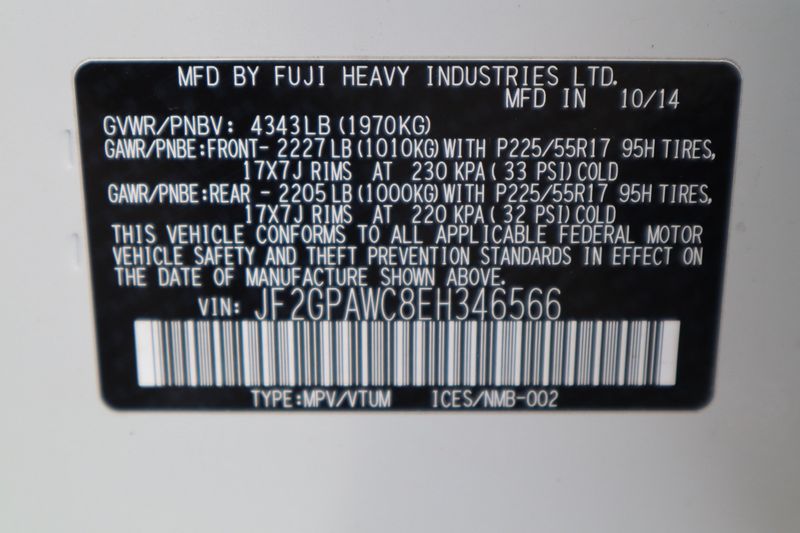 MFD BY FUJI HEAVY INDUSTRIES LTD.
MFD IN 10/14
GVWR/PNBV: 4343LB (1970KG)
GAWR/PNBE:FRONT- 2227LB (1010KG) WITH P225/55R17 95H TIRES,
17X7J RIMS AT 230 KPA ( 33 PSI) COLD
GAWR/PNBE:REAR - 2205LB (1000KG) WITH P225/55R17 95H TIRES,
17X7J RIMS AT 220 KPA ( 32 PSI) COLD
THIS VEHICLE CONFORMS TO ALL APPLICABLE FEDERAL MOTOR
VEHICLE SAFETY AND THEFT PREVENTION STANDARDS IN EFFECT ON
THE DATE OF MANUFACTURE SHOWN ABOVE.
VIN: JF2GPAWC8EH346566
TYPE:MPV/VTUM ICES/NMB-002